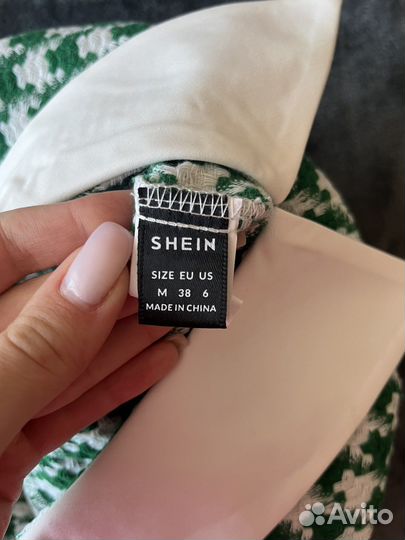 SHEIN
SIZE EU US
M 38 6
MADE IN CHINA
Avito